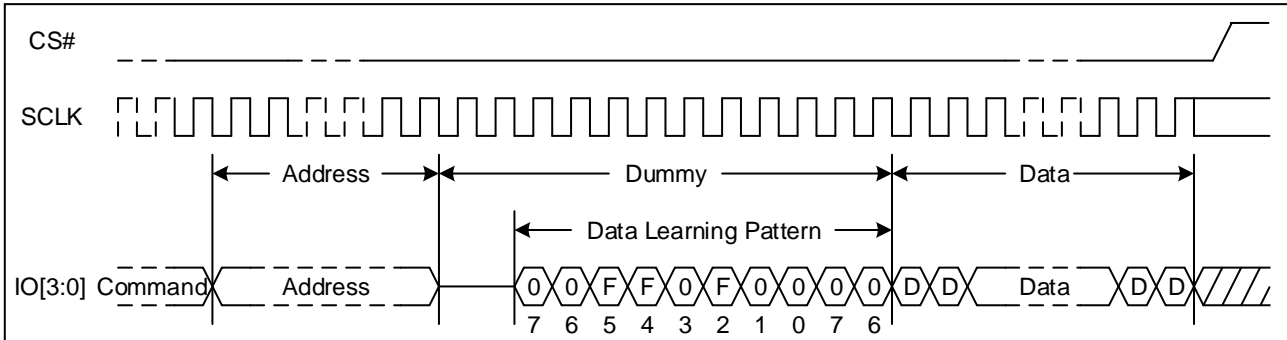 CS#
SCLK
Address Dummy Data
Data Learning Pattern
IO[3:0] Command Address 0 0 F F 0 F 0 0 0 0 D D Data D D
7 6 5 4 3 2 1 0 7 6